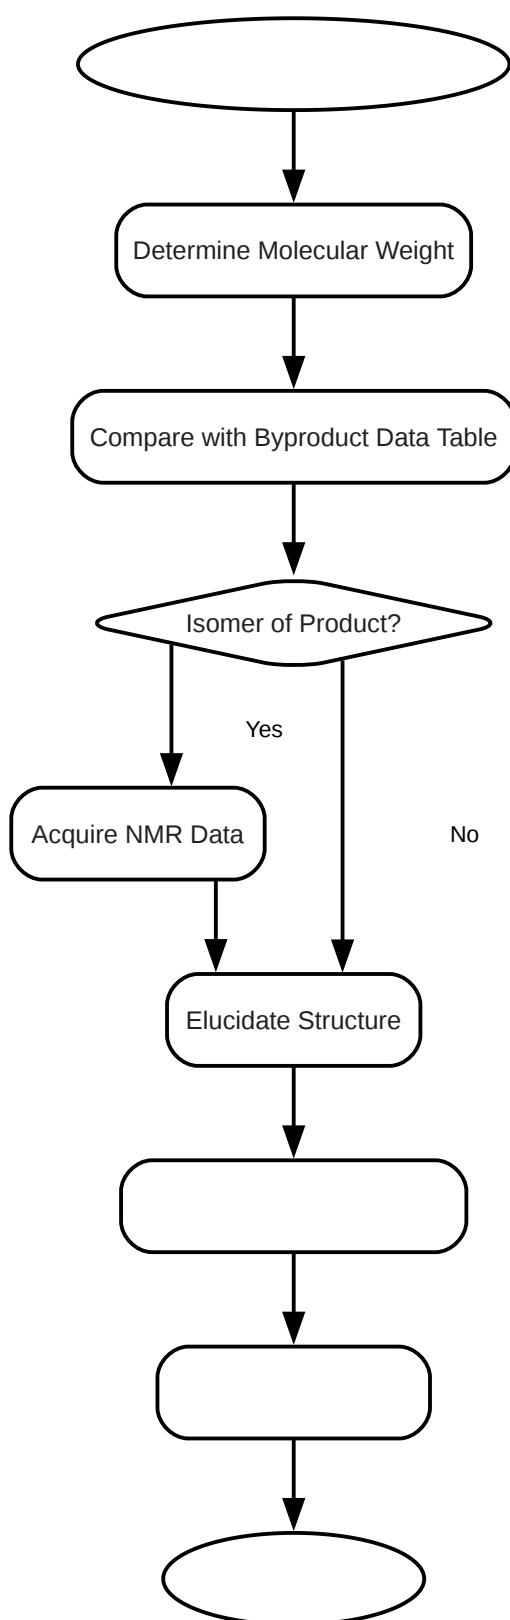 Determine Molecular Weight
Compare with Byproduct Data Table
Isomer of Product?
Yes
Acquire NMR Data
No
Elucidate Structure